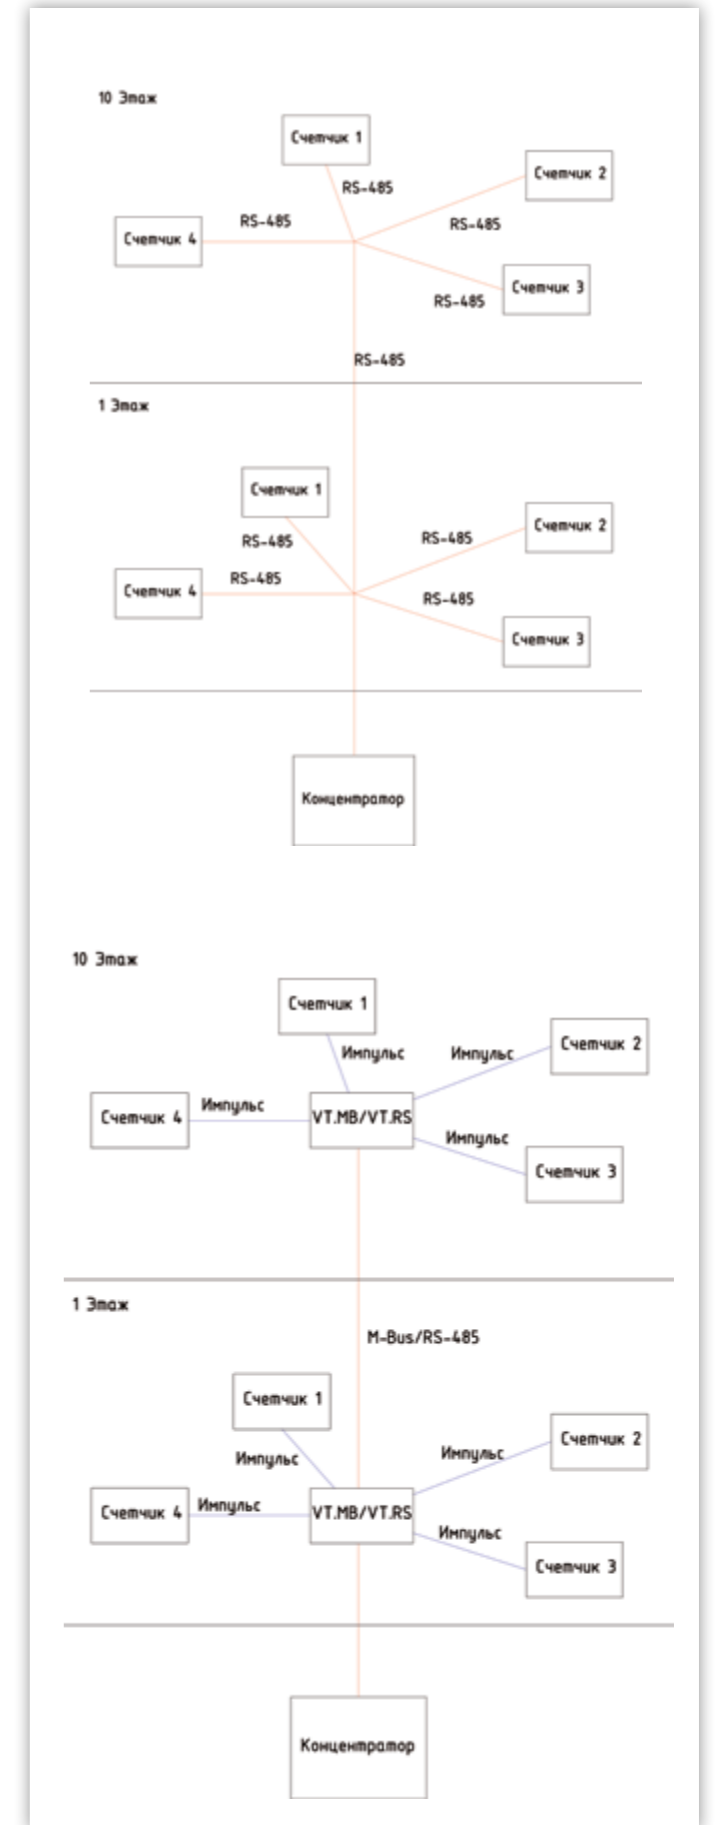 10 Этаж
Счетчик 1
Счетчик 2
RS-485
RS-485
RS-485
Счетчик 4
Счетчик 3
RS-485
RS-485
1 Этаж
Счетчик 1
Счетчик 2
RS-485
RS-485
RS-485
Счетчик 4
RS-485
Счетчик 3
Концентратор
10 Этаж
Счетчик 1
Счетчик 2
Импульс
Импульс
Импульс
Счетчик 4
VT.MB/VT.RS
Импульс
Счетчик 3
1 Этаж
M-Bus/RS-485
Счетчик 1
Счетчик 2
Импульс
Импульс
Импульс
Счетчик 4
VT.MB/VT.RS
Импульс
Счетчик 3
Концентратор